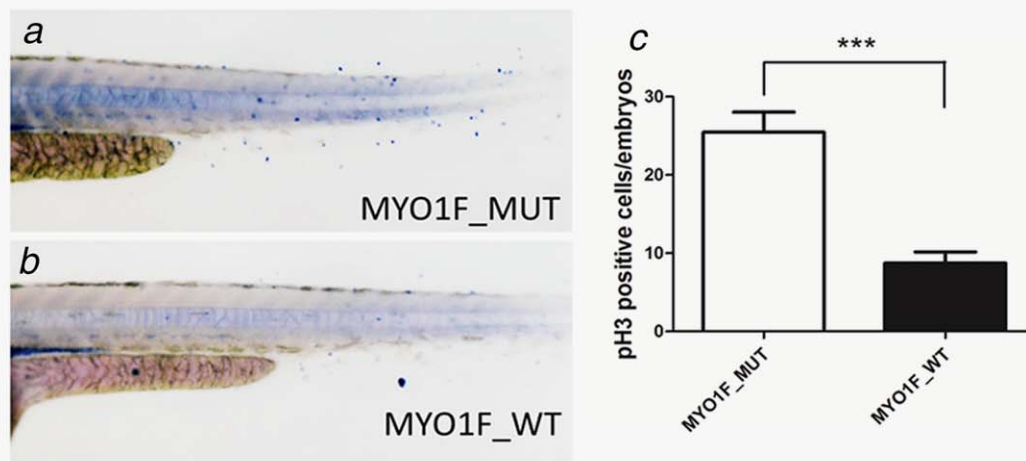 a
MYO1F_MUT
b
MYO1F_WT
c
***
pH3 positive cells/embryos
30
20
10
0
MYO1F_MUT
MYO1F_WT